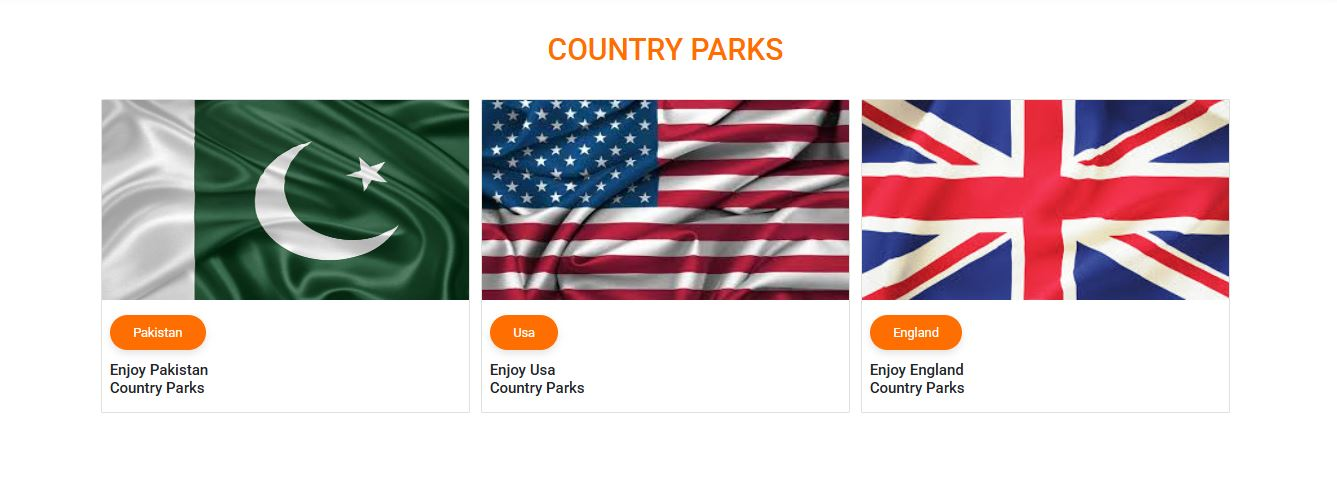 COUNTRY PARKS
Pakistan
Enjoy Pakistan
Country Parks
Usa
Enjoy Usa
Country Parks
England
Enjoy England
Country Parks